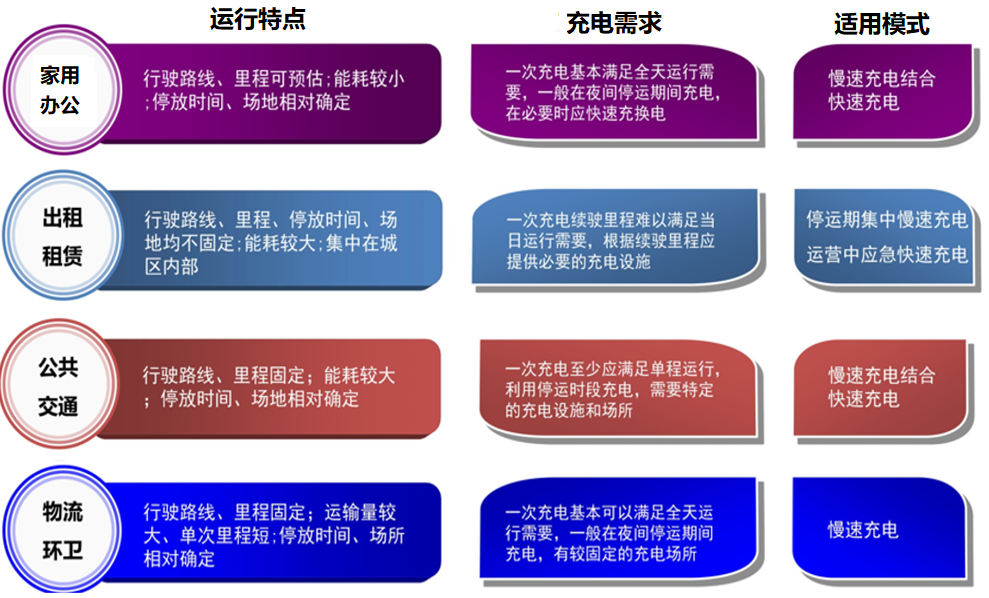 运行特点
充电需求
适用模式
家用
办公
行驶路线、里程可预估;能耗较小
;停放时间、场地相对确定
一次充电基本满足全天运行需
要，一般在夜间停运期间充电，
在必要时应快速充换电
慢速充电结合
快速充电
出租
租赁
行驶路线、里程、停放时间、场
地均不固定;能耗较大;集中在城
区内部
一次充电续驶里程难以满足当
日运行需要，根据续驶里程应
提供必要的充电设施
停运期集中慢速充电
运营中应急快速充电
公共
交通
行驶路线、里程固定；能耗较大
；停放时间、场地相对确定
一次充电至少应满足单程运行，
利用停运时段充电，需要特定
的充电设施和场所
慢速充电结合
快速充电
物流
环卫
行驶路线、里程固定；运输量较
大、单次里程短;停放时间、场所
相对确定
一次充电基本可以满足全天运
行需要，一般在夜间停运期间
充电，有较固定的充电场所
慢速充电